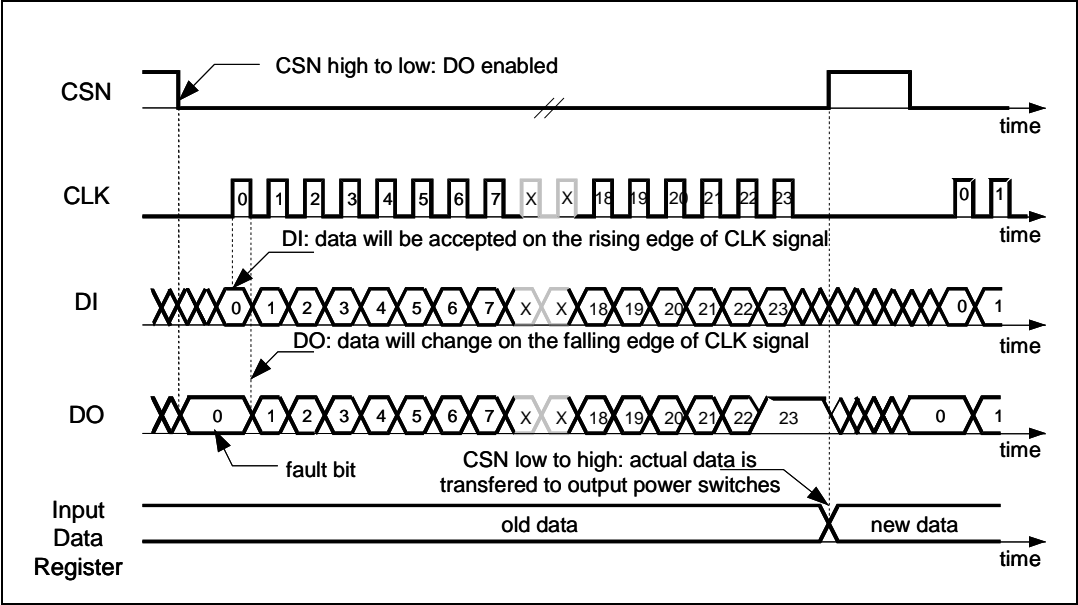 CSN high to low: DO enabled
CSN
time
CLK
0 1 2 3 4 5 6 7 X X 18 19 20 21 22 23 0 1
time
DI: data will be accepted on the rising edge of CLK signal
DI
0 1 2 3 4 5 6 7 X X 18 19 20 21 22 23 0 1
time
DO: data will change on the falling edge of CLK signal
DO
0 1 2 3 4 5 6 7 X X 18 19 20 21 22 23 0 1
time
fault bit
CSN low to high: actual data is
transfered to output power switches
Input
Data
Register
old data
new data
time